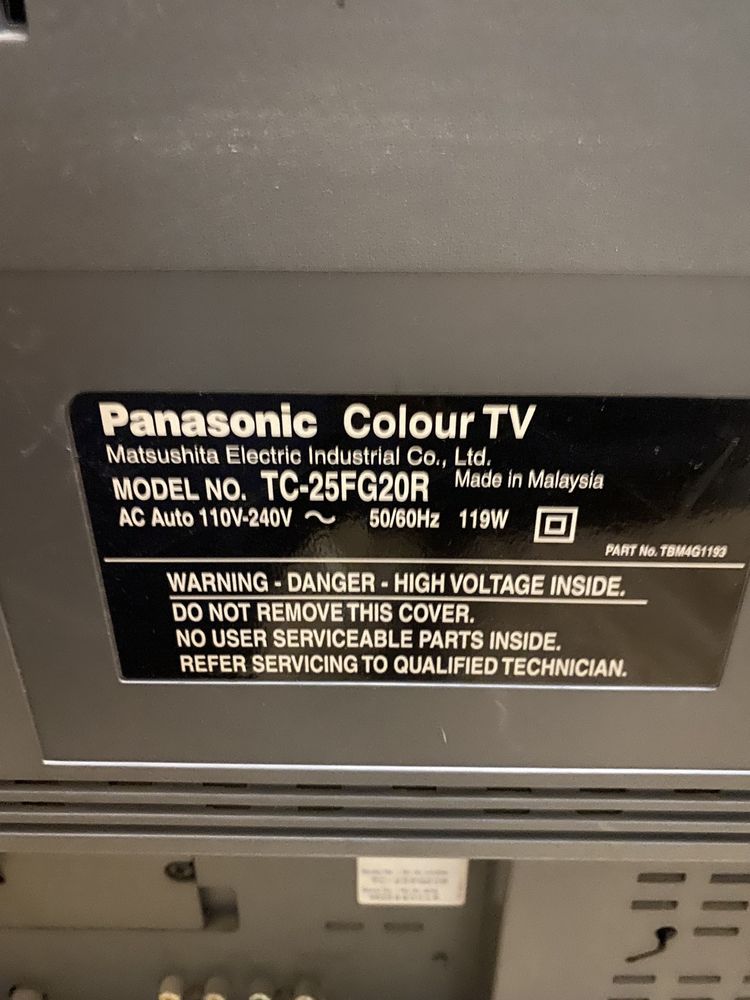 Panasonic Colour TV
Matsushita Electric Industrial Co., Ltd.
MODEL NO. TC-25FG20R Made in Malaysia
AC Auto 110V-240V ~ 50/60Hz 119W
PART No. TBM4G1193
WARNING - DANGER - HIGH VOLTAGE INSIDE.
DO NOT REMOVE THIS COVER.
NO USER SERVICEABLE PARTS INSIDE.
REFER SERVICING TO QUALIFIED TECHNICIAN.